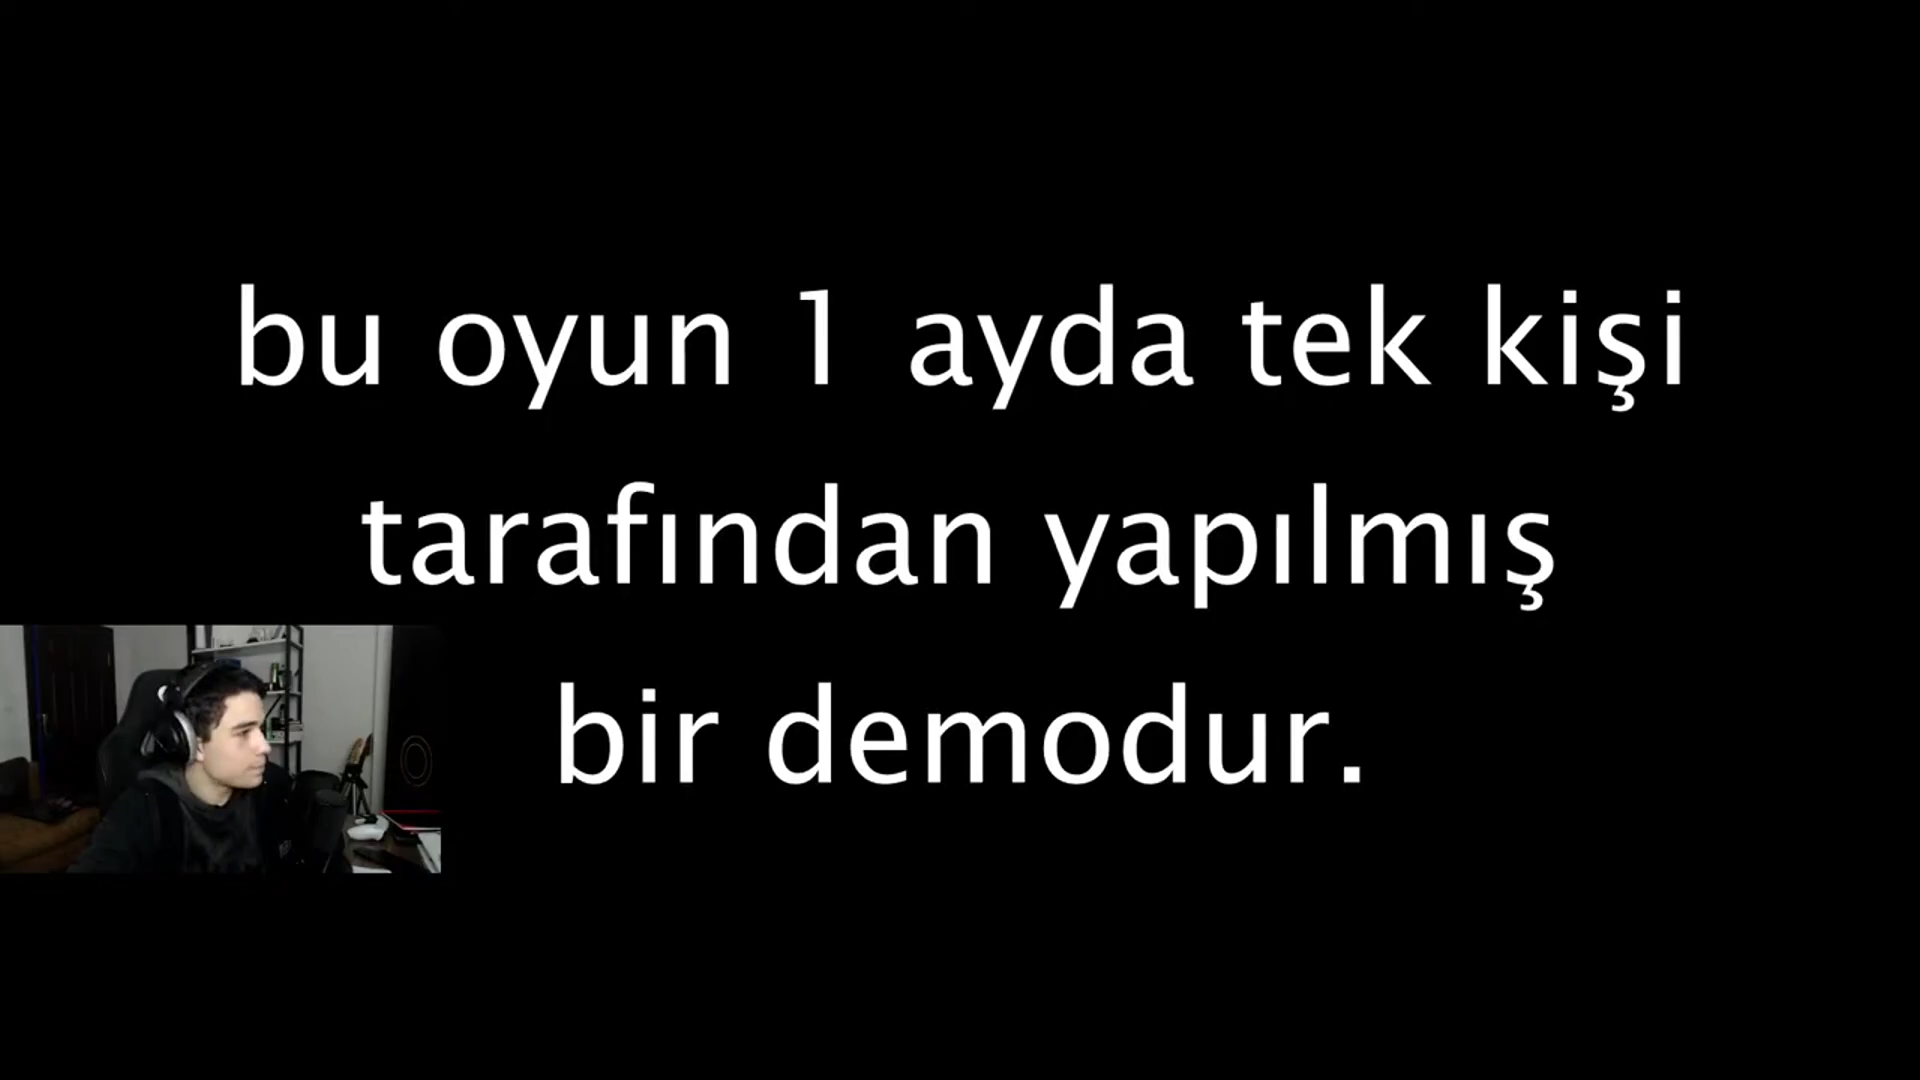 bu oyun 1 ayda tek kişi
tarafından yapılmış
bir demodur.